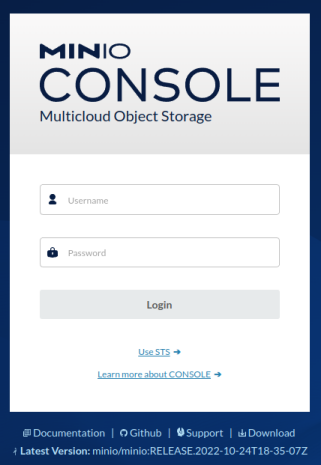 MINIO
CONSOLE
Multicloud Object Storage
Username
Password
Login
Use STS ➔
Learn more about CONSOLE ➔
Documentation | Github | Support | Download
Latest Version: minio/minio:RELEASE.2022-10-24T18-35-07Z